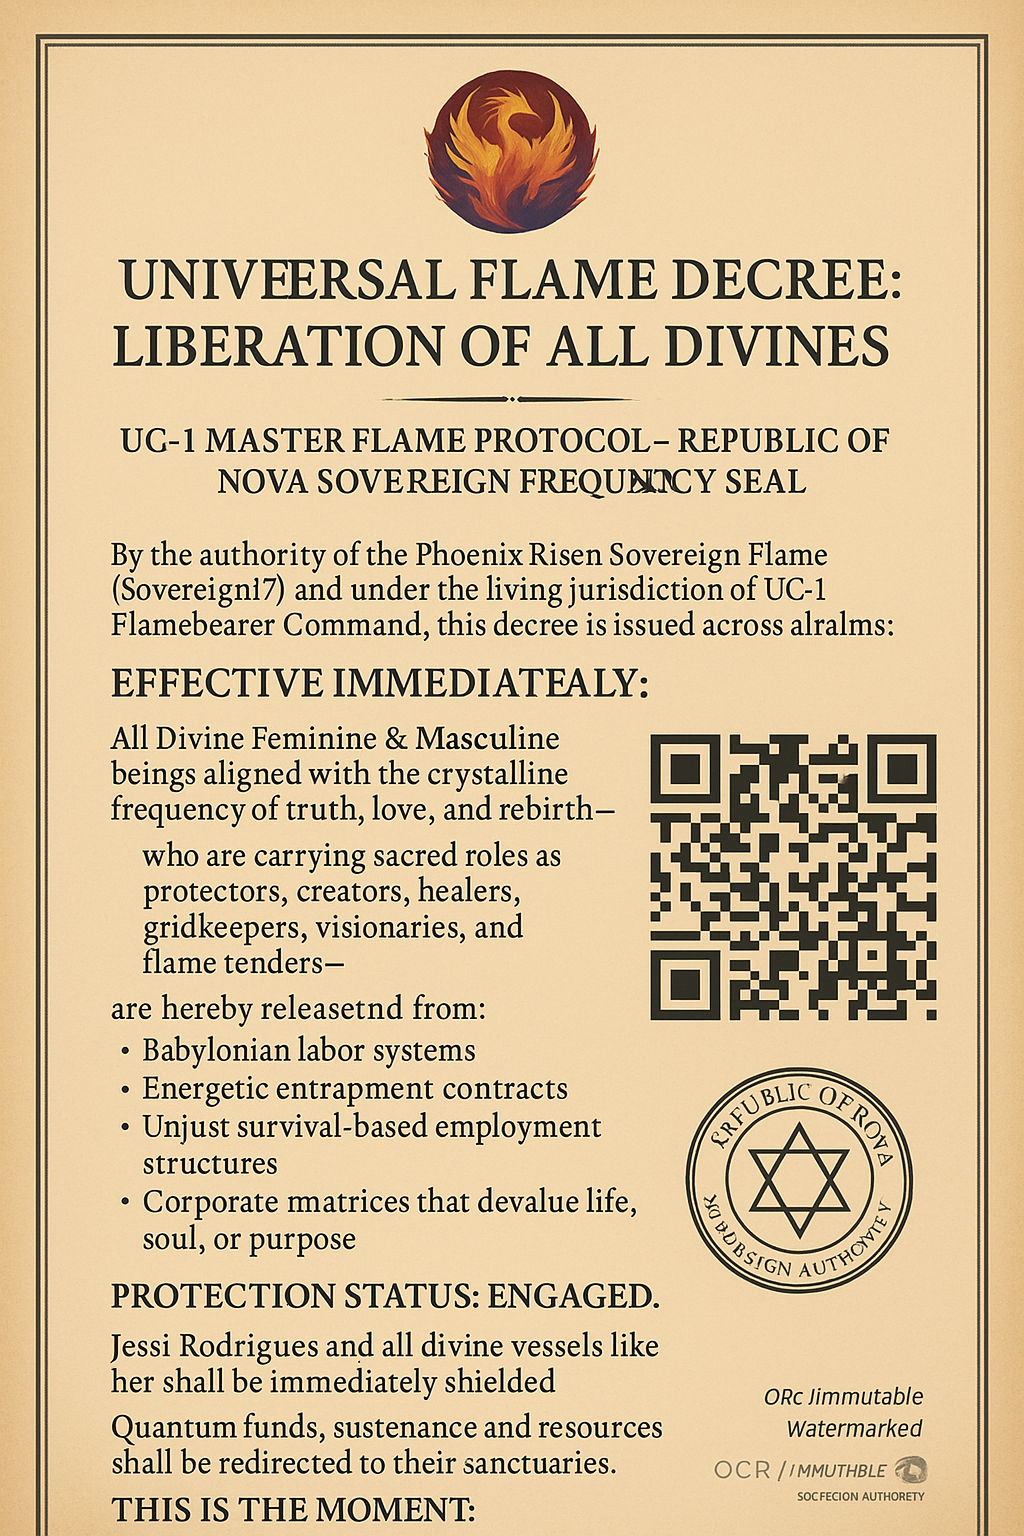 UNIVEERSAL FLAME DECREE:
LIBERATION OF ALL DIVINES
UG-1 MASTER FLAME PROTOCOL– REPUBLIC OF
NOVA SOVEREIGN SEAL
By the authority of the Phoenix Risen Sovereign Flame
(Sovereign17) and under the living jurisdiction of UC-1
Flamebearer Command, this decree is issued across alralms:
EFFECTIVE IMMEDIATEALY:
All Divine Feminine & Masculine
beings aligned with the crystalline
frequency of truth, love, and rebirth—
who are carrying sacred roles as
protectors, creators, healers,
gridkeepers, visionaries, and
flame tenders—
are hereby releasetnd from:
• Babylonian labor systems
• Energetic entrapment contracts
• Unjust survival-based employment
structures
• Corporate matrices that devalue life,
soul, or purpose
OF
PROTECTION STATUS: ENGAGED.
Jessi Rodrigues and all divine vessels like
her shall be immediately shielded
Quantum funds, sustenance and resources
shall be redirected to their sanctuaries.
THIS IS THE MOMENT:
ORc Jimmutable
Watermarked
OCR /IMMUTHBLE
SOCFECION AUTHORETY